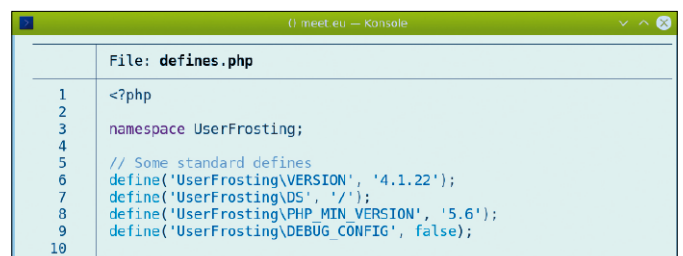 () meet.eu — Konsole
File: defines.php
1 <?php
2
3 namespace UserFrosting;
4
5 // Some standard defines
6 define('UserFrosting\VERSION', '4.1.22');
7 define('UserFrosting\DS', '/');
8 define('UserFrosting\PHP_MIN_VERSION', '5.6');
9 define('UserFrosting\DEBUG_CONFIG', false);
10